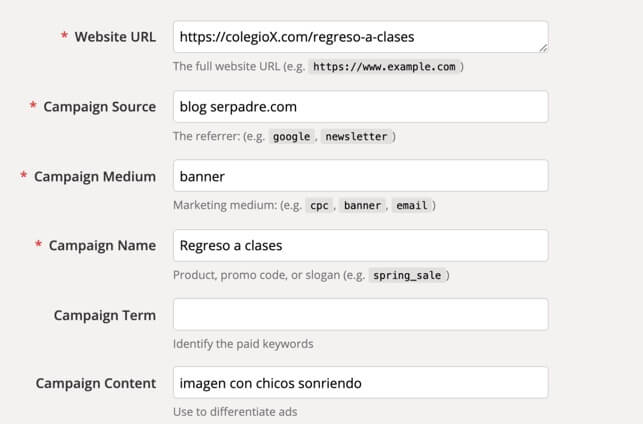 * Website URL https://colegioX.com/regreso-a-clases
The full website URL (e.g. https://www.example.com )
* Campaign Source blog serpadre.com
The referrer: (e.g. google , newsletter )
* Campaign Medium banner
Marketing medium: (e.g. cpc , banner , email )
* Campaign Name Regreso a clases
Product, promo code, or slogan (e.g. spring_sale )
Campaign Term
Identify the paid keywords
Campaign Content imagen con chicos sonriendo
Use to differentiate ads